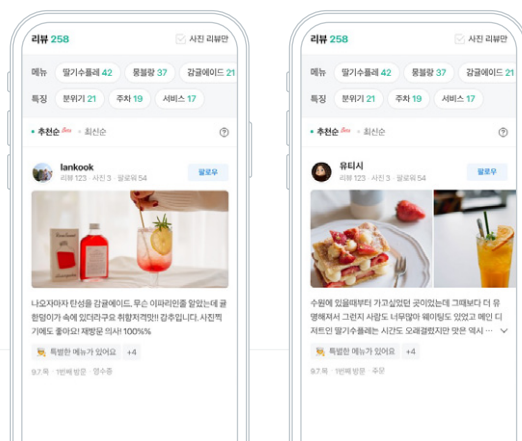 리뷰 258
사진 리뷰만
메뉴 딸기수플레 42 몽블랑 37 감귤에이드 21
특징 분위기 21 주차 19 서비스 17
추천순 최신순
lankook
리뷰 123 · 사진 3 · 팔로워 54
팔로우
나오자마자 탄성을 감귤에이드. 무슨 이파리인줄 알았는데 귤
한덩이가 속에 있더라구요 취향저격맛!! 강추입니다. 사진찍
기에도 좋아요! 재방문 의사! 100%%
특별한 메뉴가 있어요 +4
9.7.목 · 1번째 방문 · 영수증
리뷰 258
사진 리뷰만
메뉴 딸기수플레 42 몽블랑 37 감귤에이드 21
특징 분위기 21 주차 19 서비스 17
추천순 최신순
유티시
리뷰 123 · 사진 3 · 팔로워 54
팔로우
수원에 있을때부터 가고싶었던 곳이었는데 그때보다 더 유
명해져서 그런지 사람도 너무많아 웨이팅도 있었고 메인 디
저트인 딸기수플레는 시간도 오래걸렸지만 맛은 역시 ···
특별한 메뉴가 있어요 +4
9.7.목 · 1번째 방문 · 주문